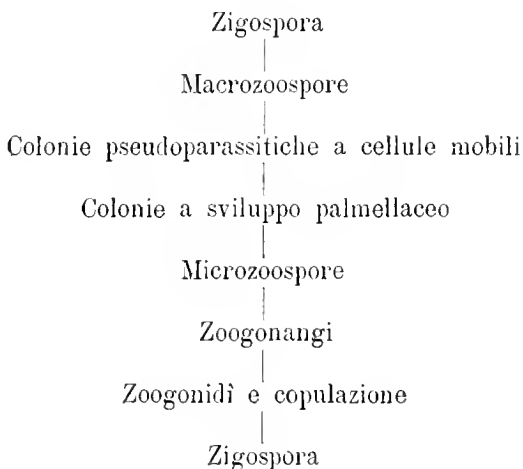 Zigospora
Macrozoospore
Colonie pseudoparassitiche a cellule mobili
Colonie a sviluppo palmellaceo
Microzoospore
Zoogonangi
Zoogonidî e copulazione
Zigospora